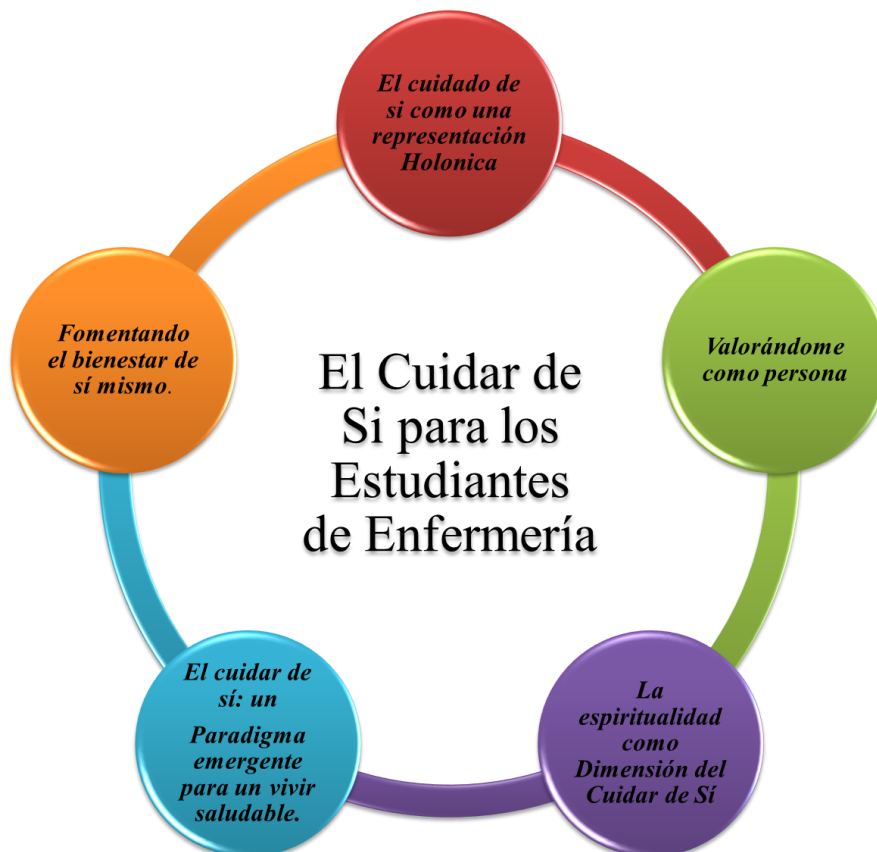 El cuidado de
si como una
representación
Holonica
Valorándome
como persona
La
espiritualidad
como
Dimensión del
Cuidar de Sí
El cuidar de
sí: un
Paradigma
emergente
para un vivir
saludable.
Fomentando
el bienestar de
sí mismo.
El Cuidar de
Si para los
Estudiantes
de Enfermería